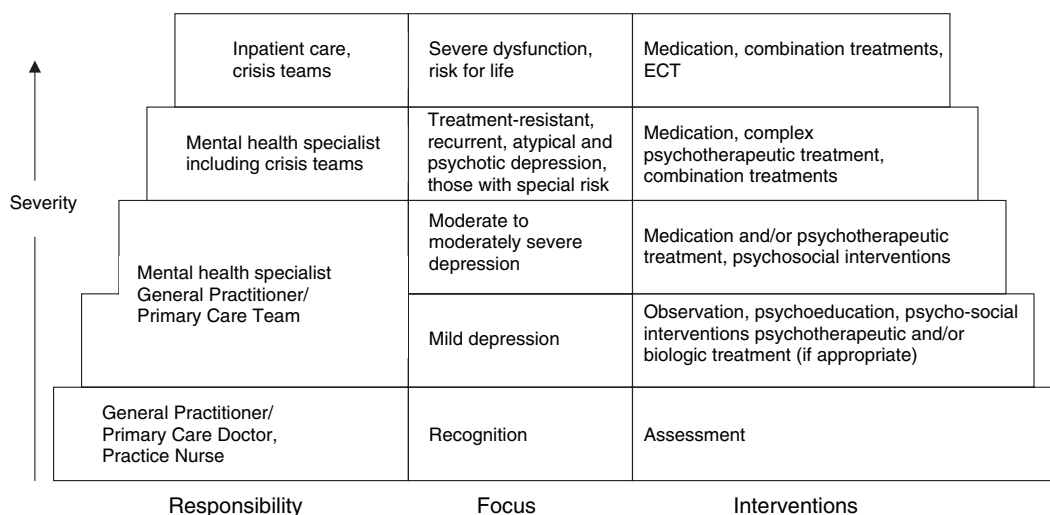 Inpatient care,
crisis teams
Severe dysfunction,
risk for life
Medication, combination treatments,
ECT
Mental health specialist
including crisis teams
Treatment-resistant,
recurrent, atypical and
psychotic depression,
those with special risk
Medication, complex
psychotherapeutic treatment,
combination treatments
Severity
Mental health specialist
General Practitioner/
Primary Care Team
Moderate to
moderately severe
depression
Medication and/or psychotherapeutic
treatment, psychosocial interventions
Mild depression
Observation, psychoeducation, psycho-social
interventions psychotherapeutic and/or
biologic treatment (if appropriate)
General Practitioner/
Primary Care Doctor,
Practice Nurse
Recognition
Assessment
Responsibility
Focus
Interventions